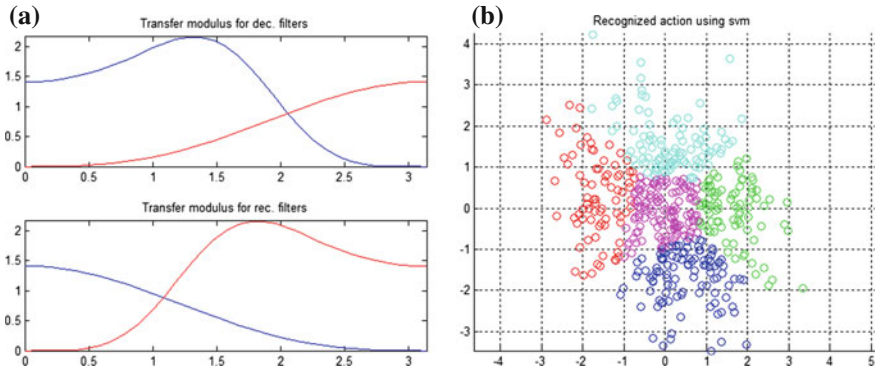 (a)
Transfer modulus for dec. filters
2
1.5
1
0.5
0
0 0.5 1 1.5 2 2.5 3
Transfer modulus for rec. filters
2
1.5
1
0.5
0
0 0.5 1 1.5 2 2.5 3
(b)
Recognized action using svm
4
3
2
1
0
-1
-2
-3
-4 -3 -2 -1 0 1 2 3 4 5